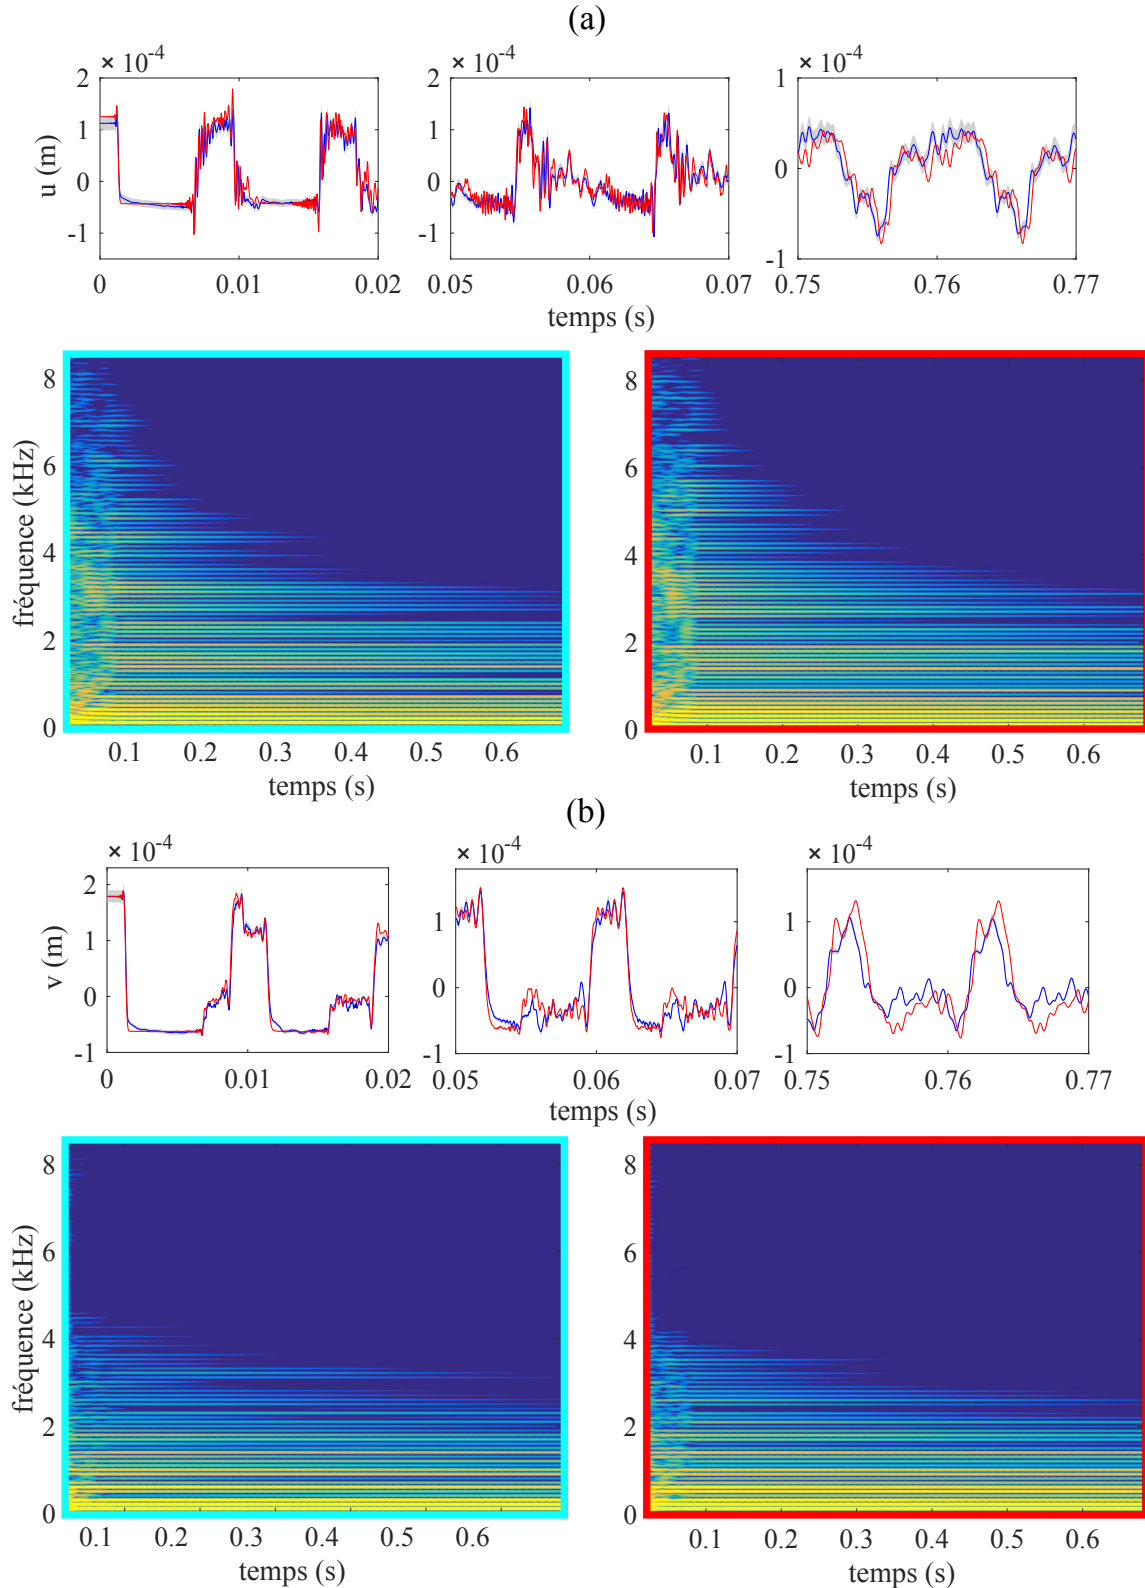 (a)
× 10-4 × 10-4 × 10-4
2 2 1
1 1
u (m) 0 0 0
-1 -1 -1
0 0.01 0.02 0.05 0.06 0.07 0.75 0.76 0.77
temps (s)
8 8
6 6
fréquence (kHz) 4 4
2 2
0 0
0.1 0.2 0.3 0.4 0.5 0.6 0.1 0.2 0.3 0.4 0.5 0.6
temps (s) temps (s)
(b)
× 10-4 × 10-4 × 10-4
2
1 1 1
v (m) 0 0 0
-1 -1 -1
0 0.01 0.02 0.05 0.06 0.07 0.75 0.76 0.77
temps (s)
8 8
6 6
fréquence (kHz) 4 4
2 2
0 0
0.1 0.2 0.3 0.4 0.5 0.6 0.1 0.2 0.3 0.4 0.5 0.6
temps (s) temps (s)